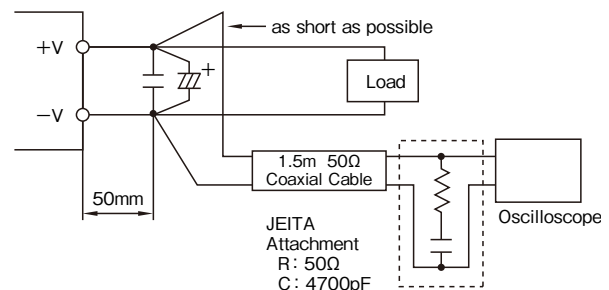 as short as possible
+V
+
Load
−V
1.5m 50Ω
Coaxial Cable
50mm
Oscilloscope
JEITA
Attachment
R: 50Ω
C: 4700pF